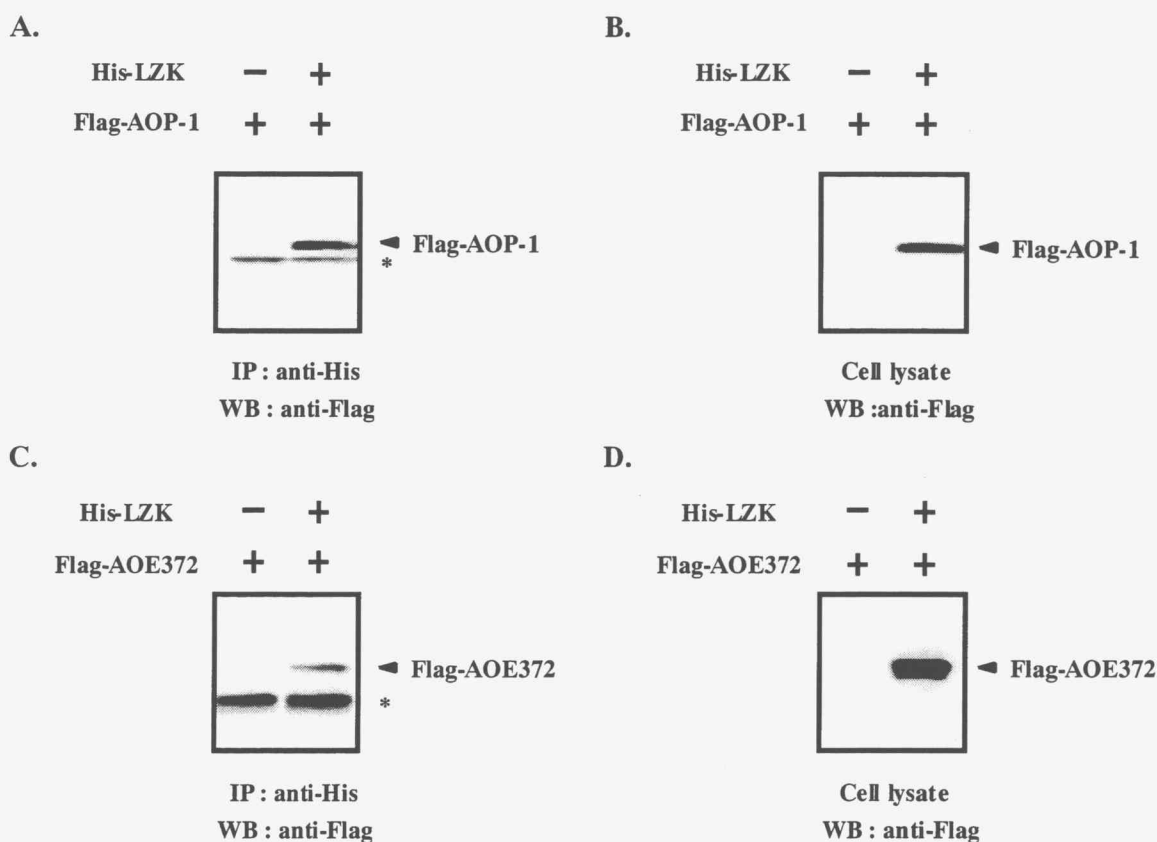 A.
His-LZK − +
Flag-AOP-1 + +
Flag-AOP-1
*
IP : anti-His
WB : anti-Flag
B.
His-LZK − +
Flag-AOP-1 + +
Flag-AOP-1
Cell lysate
WB :anti-Flag
C.
His-LZK − +
Flag-AOE372 + +
Flag-AOE372
*
IP : anti-His
WB : anti-Flag
D.
His-LZK − +
Flag-AOE372 + +
Flag-AOE372
Cell lysate
WB : anti-Flag